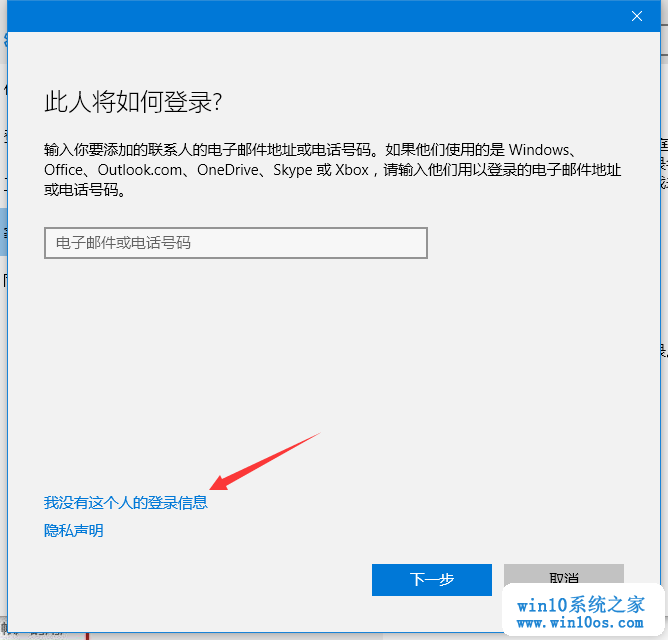 此人将如何登录?
输入你要添加的联系人的电子邮件地址或电话号码。如果他们使用的是 Windows、
Office、Outlook.com、OneDrive、Skype 或 Xbox，请输入他们用以登录的电子邮件地址
或电话号码。
电子邮件或电话号码
我没有这个人的登录信息
隐私声明
下一步
取消
win10系统之家
www.win10os.com